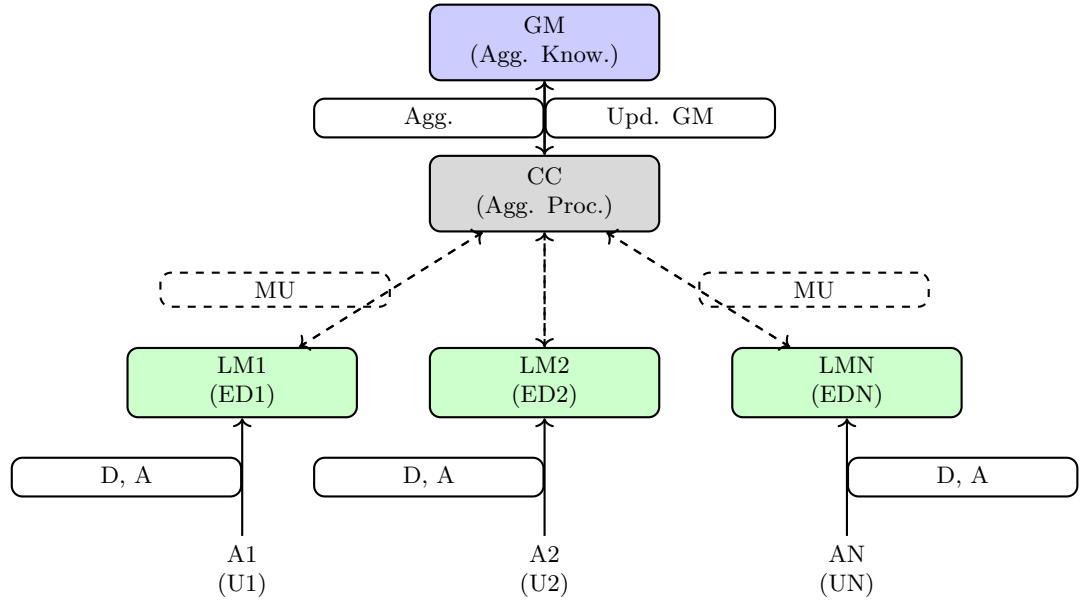 GM
(Agg. Know.)
Agg.
Upd. GM
CC
(Agg. Proc.)
MU
MU
LM1
(ED1)
LM2
(ED2)
LMN
(EDN)
D, A
D, A
D, A
A1
(U1)
A2
(U2)
AN
(UN)